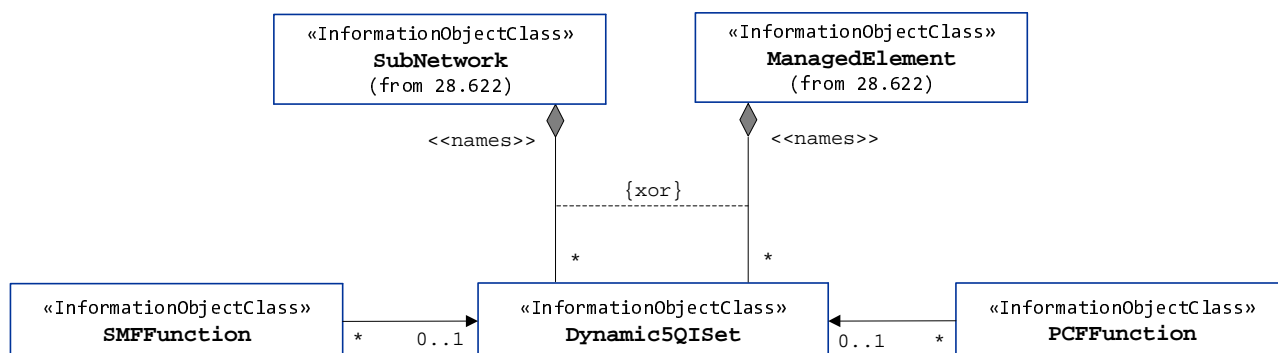 «InformationObjectClass»
SubNetwork
(from 28.622)
«InformationObjectClass»
ManagedElement
(from 28.622)
<<names>>
<<names>>
{xor}
*
*
«InformationObjectClass»
SMFFunction
*
0..1
«InformationObjectClass»
Dynamic5QISet
0..1
*
«InformationObjectClass»
PCFFunction